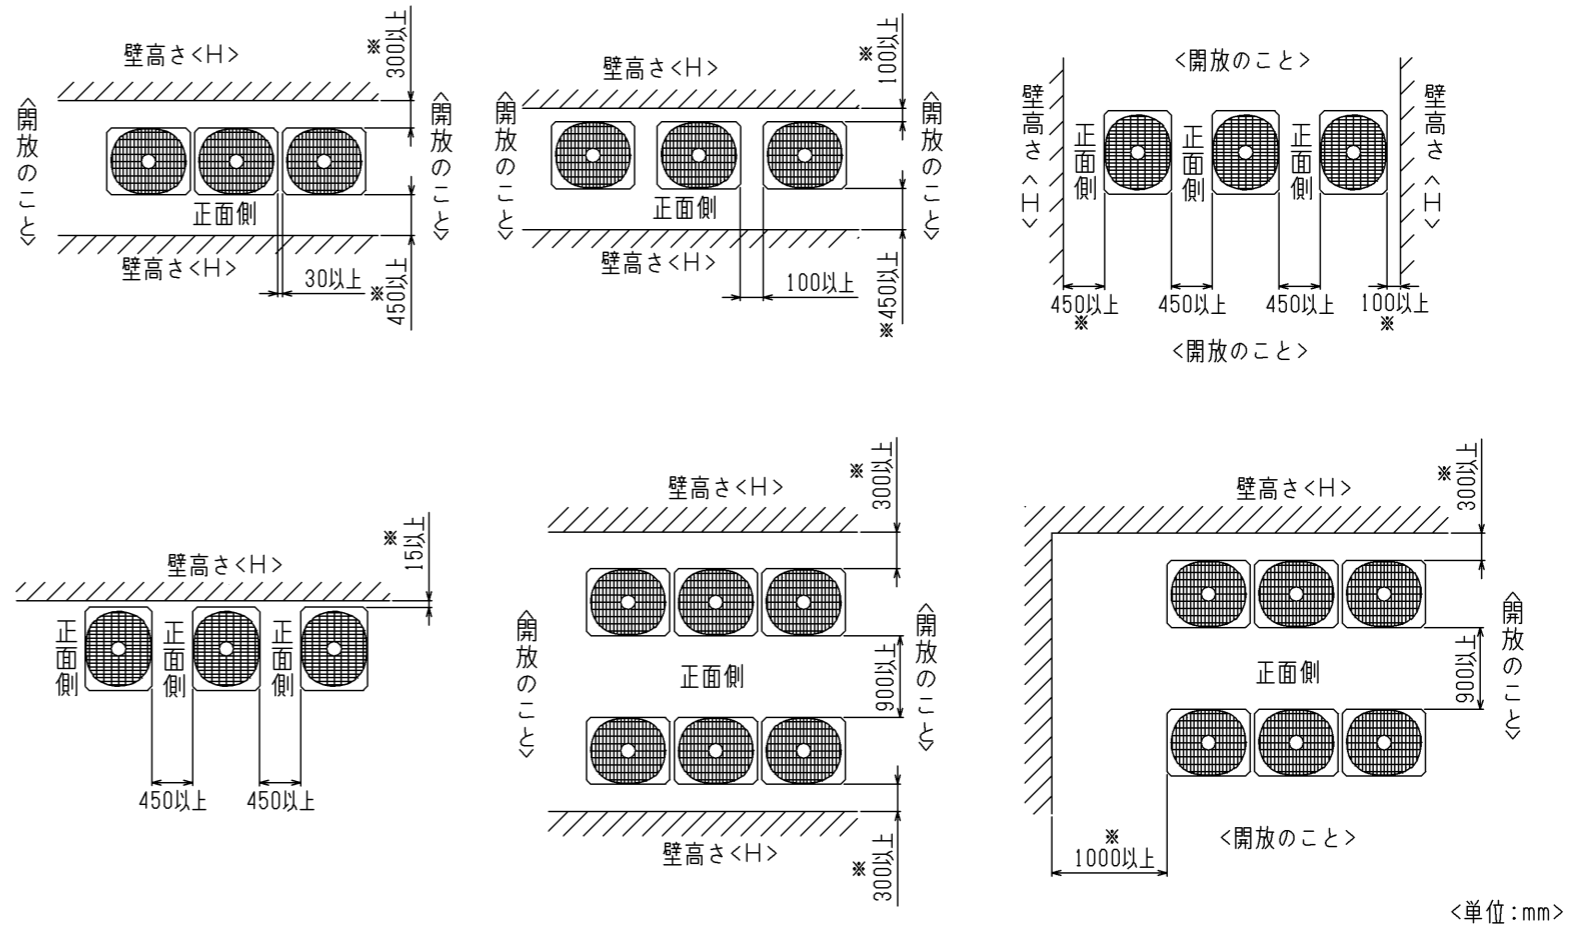 壁高さ<H>
※
300以上
<開放のこと>
<開放のこと>
正面側
壁高さ<H>
30以上
※
450以上
壁高さ<H>
※
100以上
<開放のこと>
<開放のこと>
正面側
壁高さ<H>
100以上
※450以上
<開放のこと>
壁高さ<H>
正面側
正面側
正面側
壁高さ<H>
450以上
※
450以上
450以上
100以上
※
<開放のこと>
壁高さ<H>
※
15以上
正面側
正面側
正面側
450以上
450以上
壁高さ<H>
※
300以上
<開放のこと>
正面側
900以上
<開放のこと>
壁高さ<H>
※
300以上
壁高さ<H>
※
300以上
正面側
900以上
<開放のこと>
※
1000以上
<開放のこと>
<単位:mm>